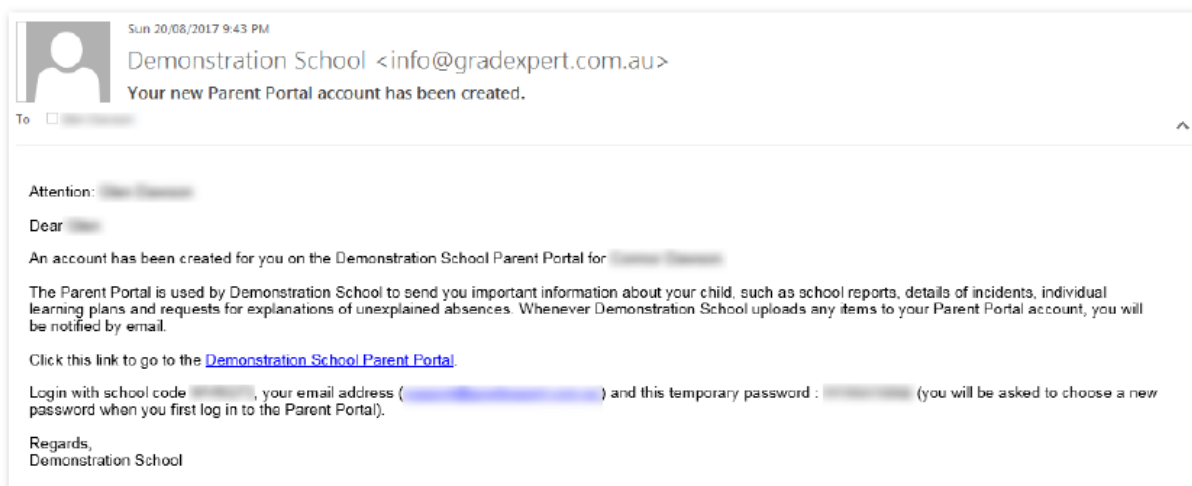 Sun 20/08/2017 9:43 PM
Demonstration School <info@gradexpert.com.au>
Your new Parent Portal account has been created.
To
Attention:
Dear
An account has been created for you on the Demonstration School Parent Portal for
The Parent Portal is used by Demonstration School to send you important information about your child, such as school reports, details of incidents, individual
learning plans and requests for explanations of unexplained absences. Whenever Demonstration School uploads any items to your Parent Portal account, you will
be notified by email.
Click this link to go to the Demonstration School Parent Portal.
Login with school code , your email address ( ) and this temporary password : (you will be asked to choose a new
password when you first log in to the Parent Portal).
Regards,
Demonstration School